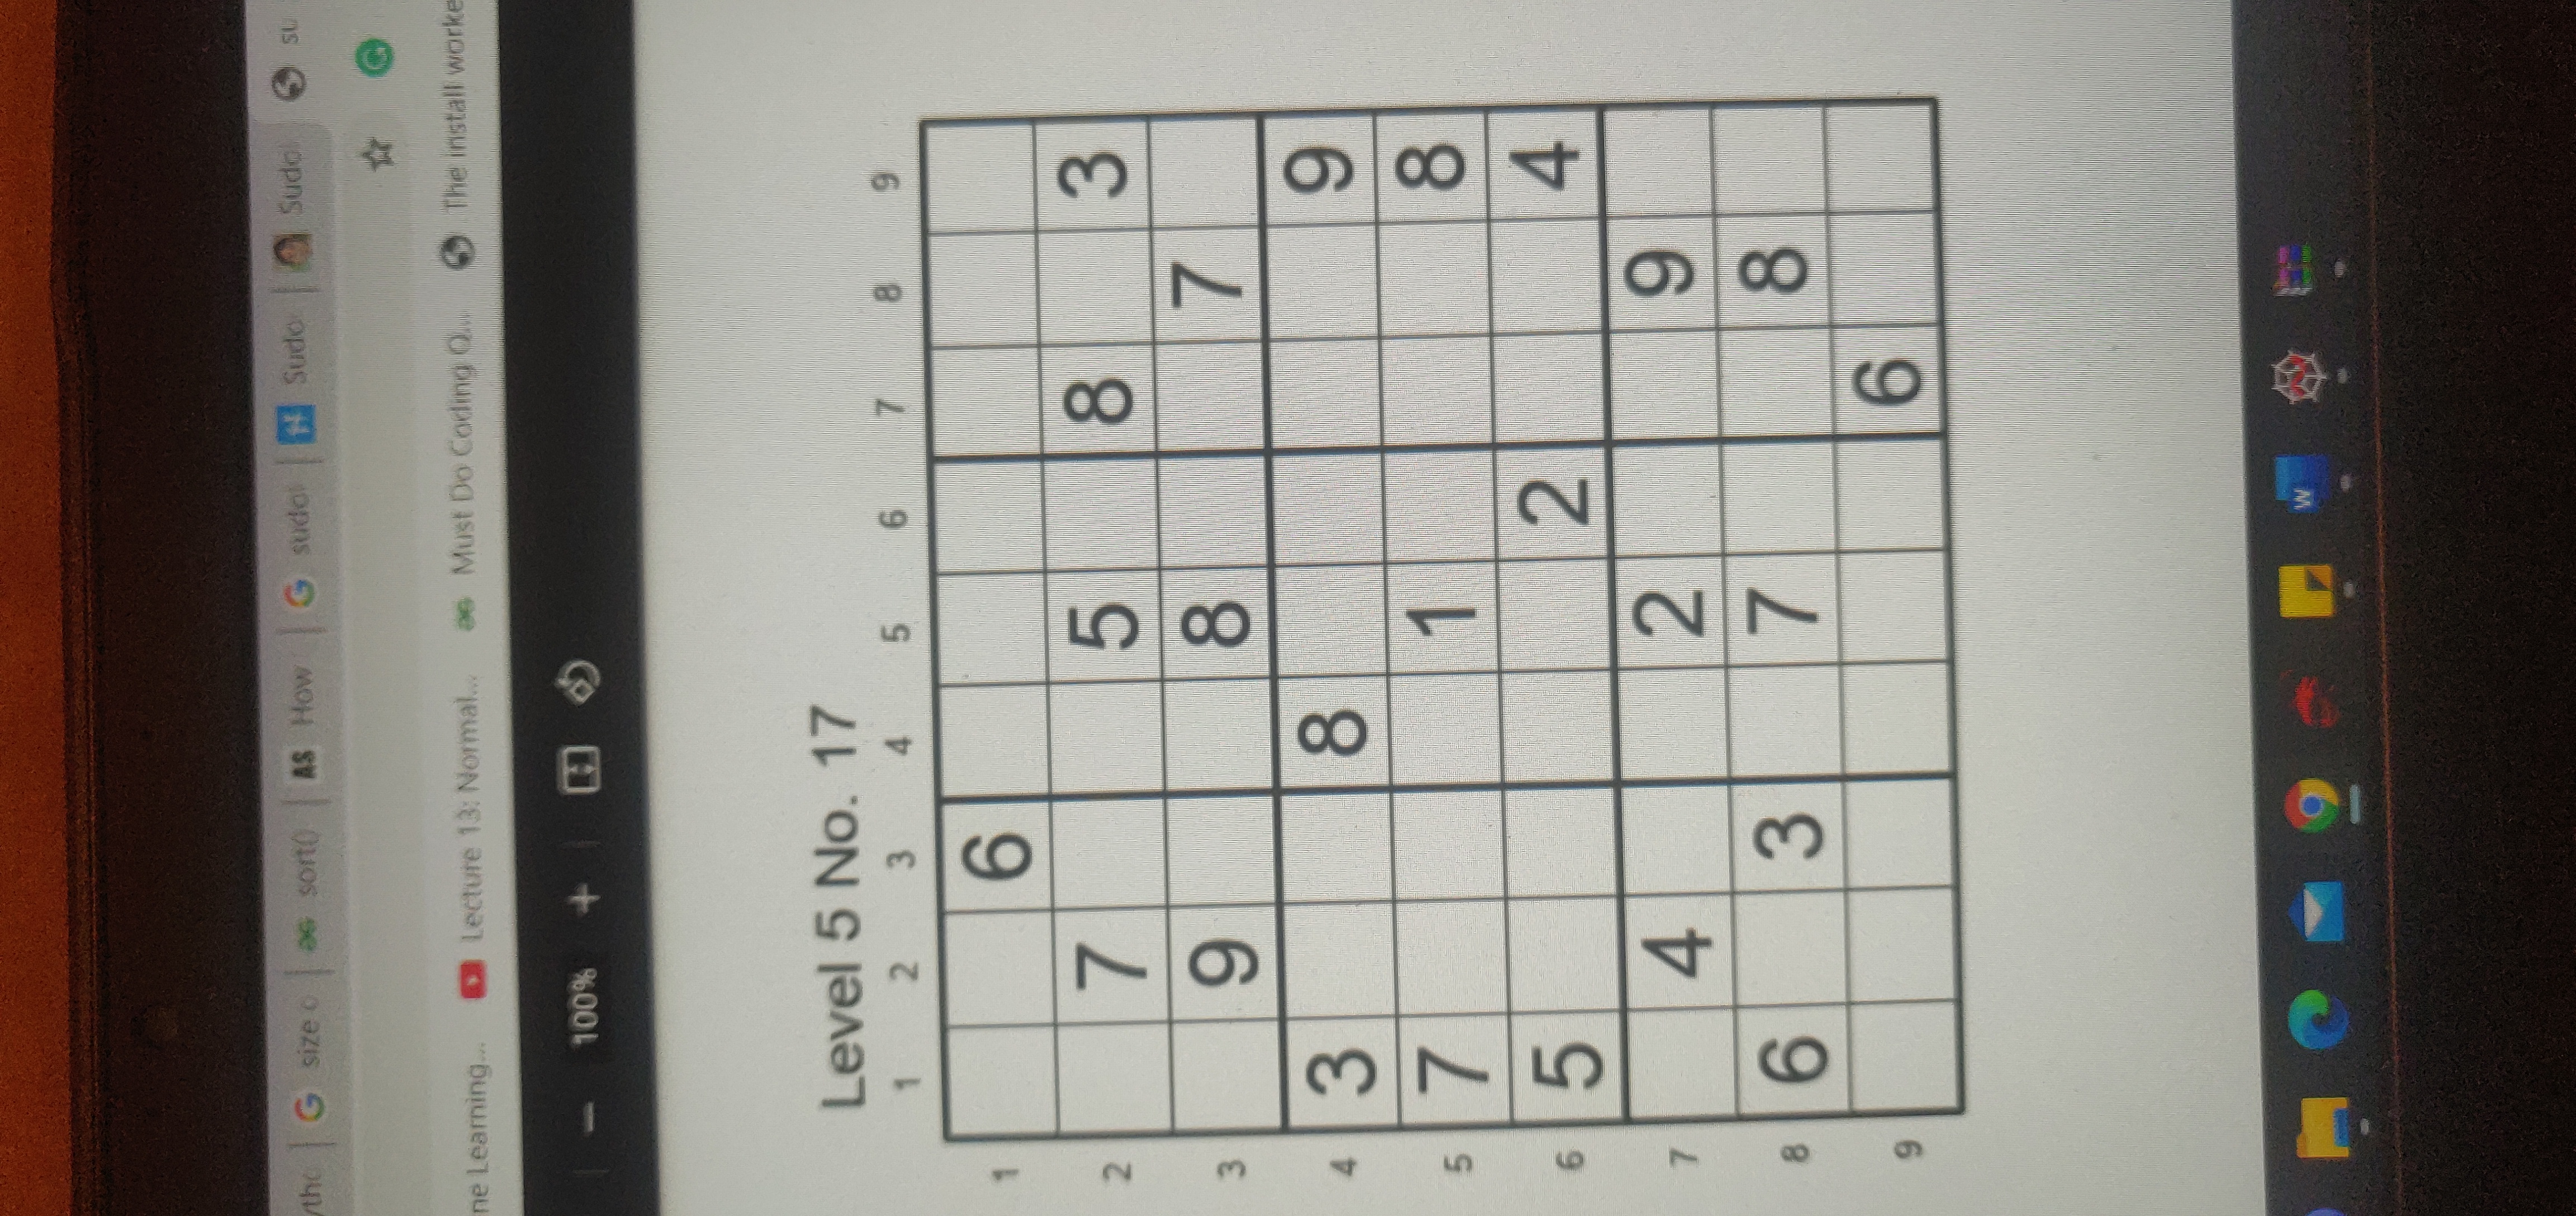 size
sort()
AS How
sudo
Sudo
Sudo
su
ne Learning... Lecture 13: Normal... Must Do Coding Q... The install worke
100%
Level 5 No. 17
1 2 3 4 5 6 7 8 9
1 6
2 7 5 8 3
3 9 8 7
4 3 8 9
5 7 1 8
6 5 2 4
7 4 2 9
8 6 3 7 8
9 6
W